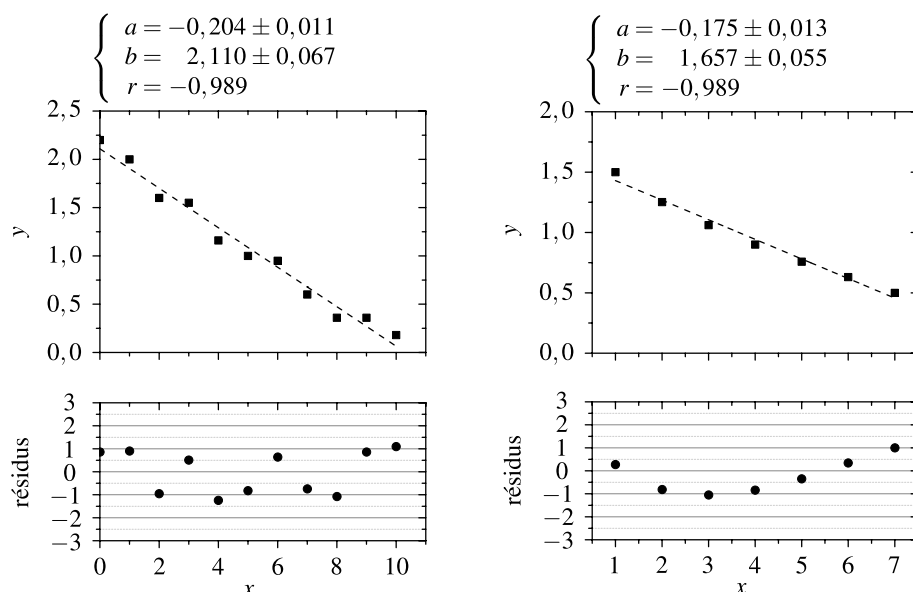 a = −0,204 ± 0,011
b = 2,110 ± 0,067
r = −0,989
2,5
2,0
1,5
1,0
0,5
0,0
y
3
2
1
0
−1
−2
−3
résidus
0 2 4 6 8 10
x
a = −0,175 ± 0,013
b = 1,657 ± 0,055
r = −0,989
2,0
1,5
1,0
0,5
0,0
y
3
2
1
0
−1
−2
−3
résidus
1 2 3 4 5 6 7
x